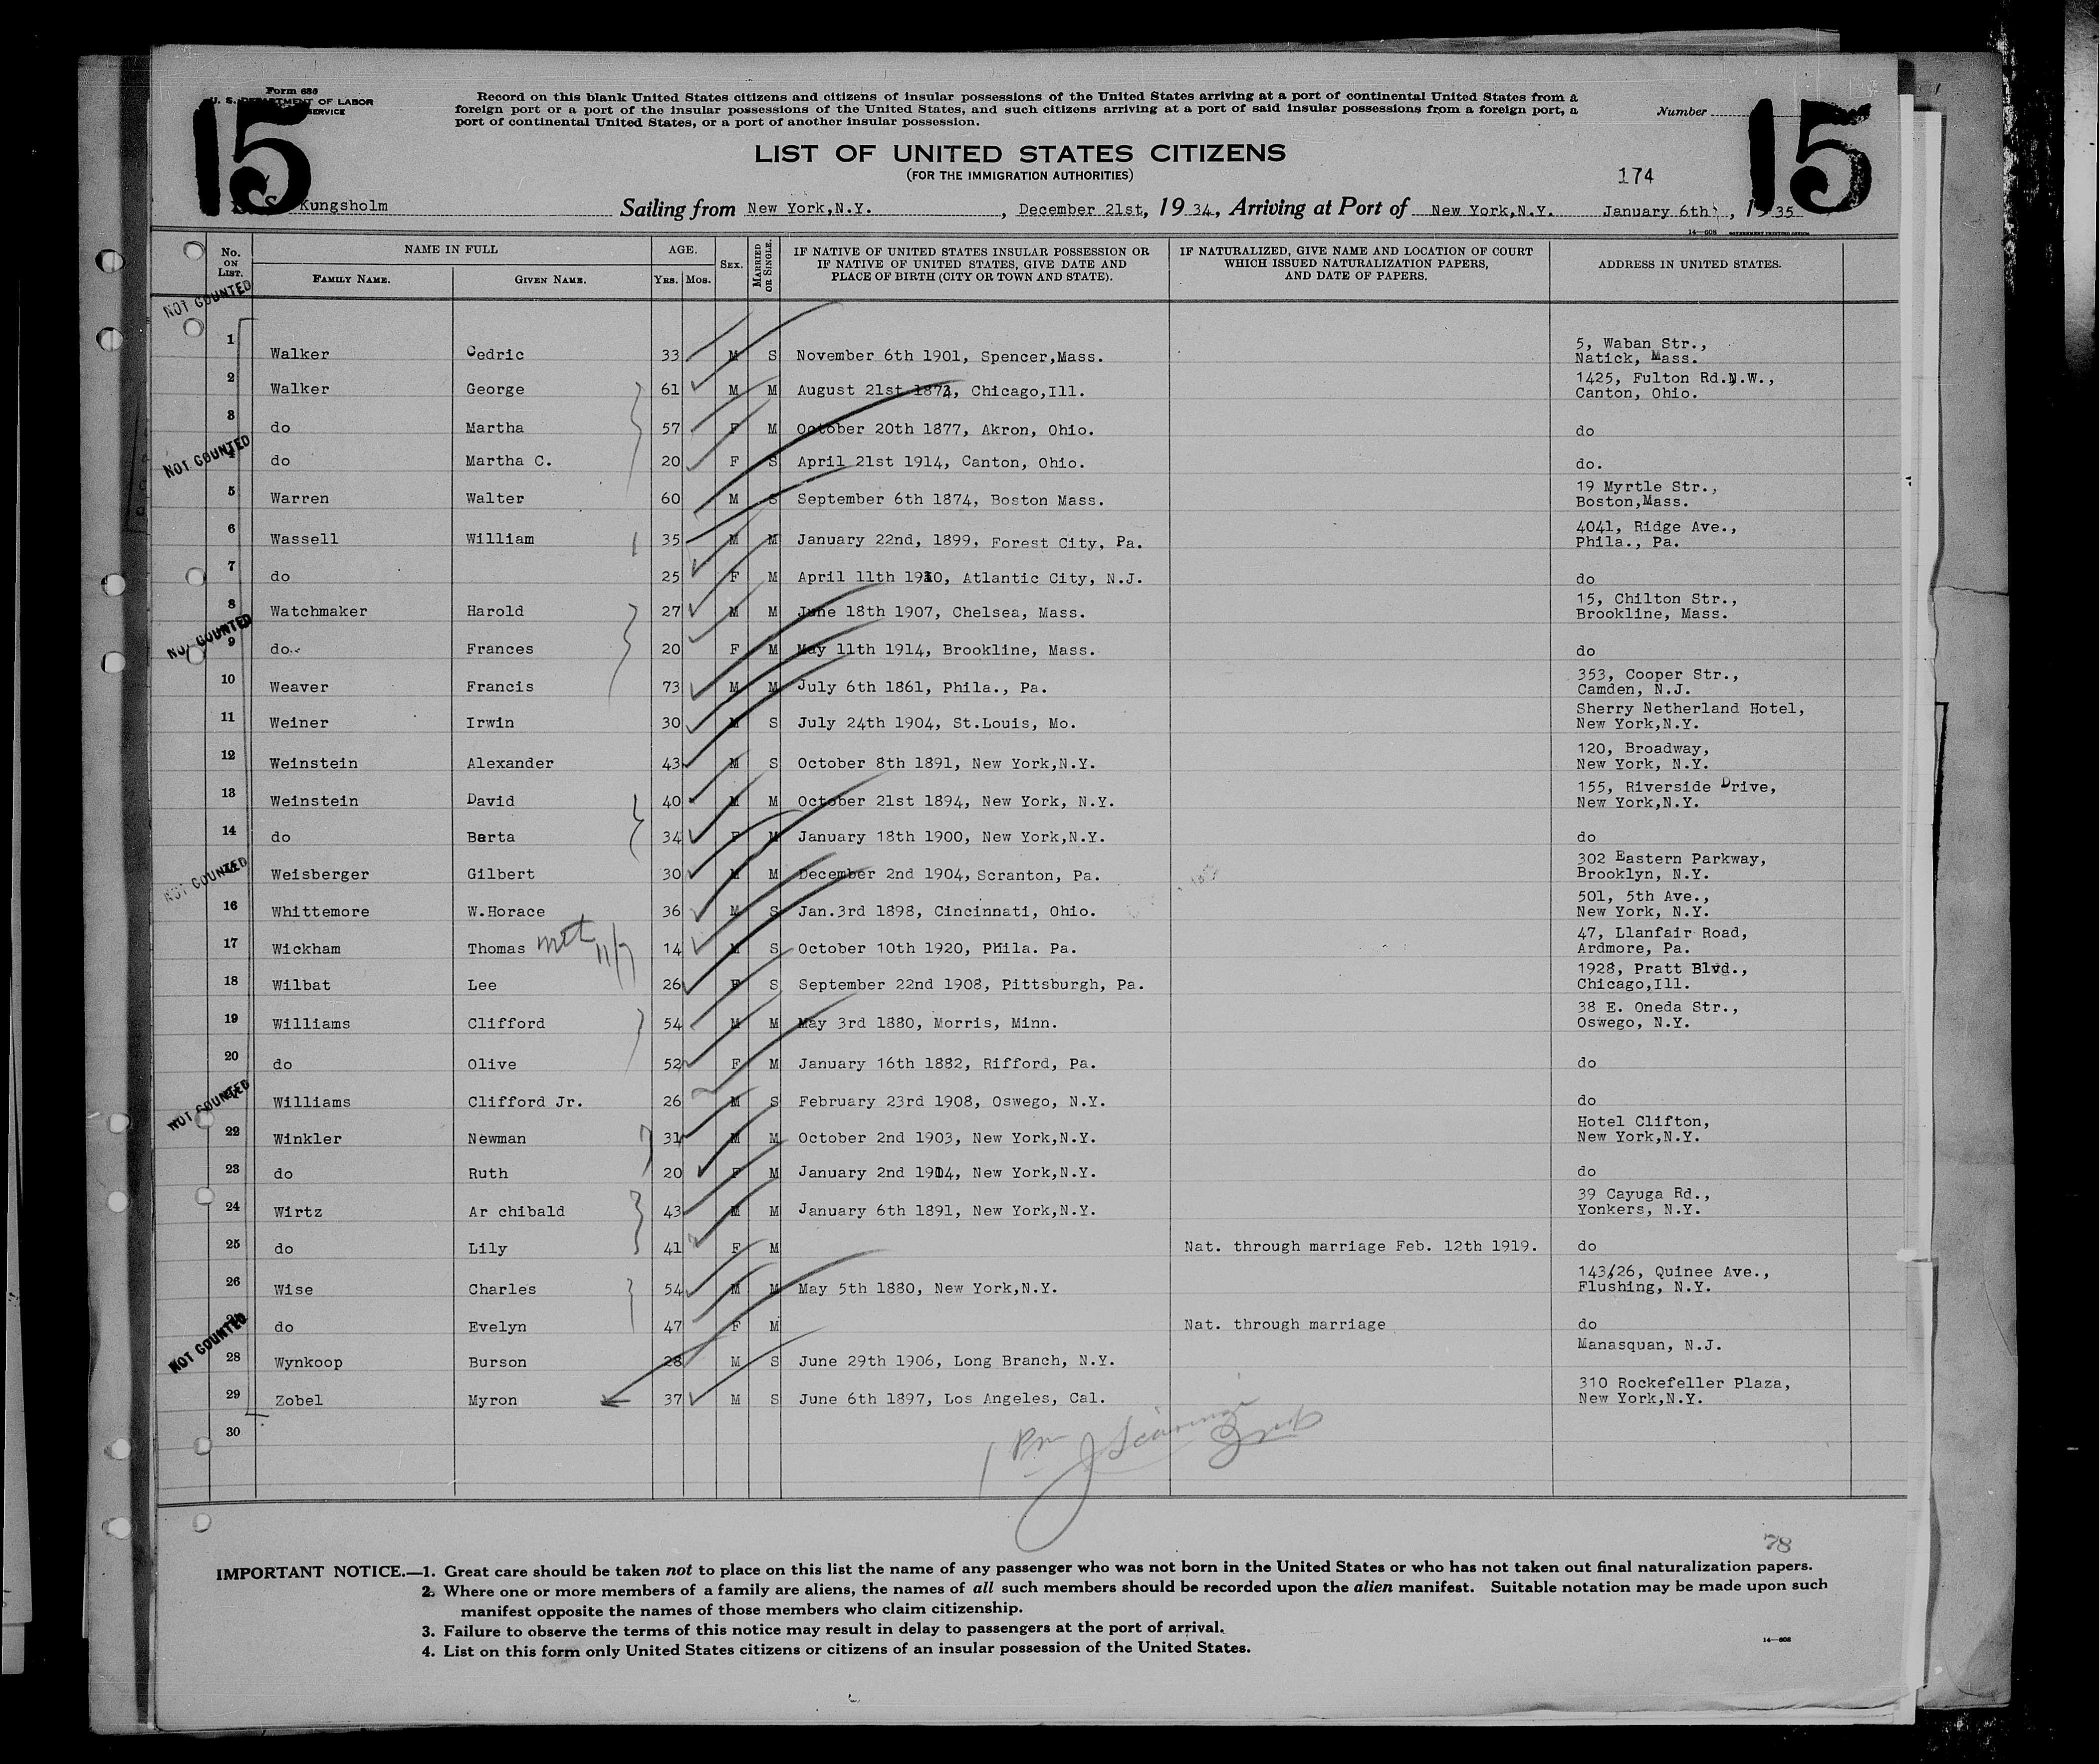 Form 686
U. S. DEPARTMENT OF LABOR
SERVICE
15
Record on this blank United States citizens and citizens of insular possessions of the United States arriving at a port of continental United States from a
foreign port or a port of the insular possessions of the United States, and such citizens arriving at a port of said insular possessions from a foreign port, a
port of continental United States, or a port of another insular possession.
Number
15
LIST OF UNITED STATES CITIZENS
(FOR THE IMMIGRATION AUTHORITIES)
174
S. Kungsholm Sailing from New York,N.Y. , December 21st, 19 34, Arriving at Port of New York,N.Y. January 6th , 19 35
14—608 GOVERNMENT PRINTING OFFICE
No. ON LIST. NAME IN FULL AGE. SEX. MARRIED OR SINGLE. IF NATIVE OF UNITED STATES INSULAR POSSESSION OR IF NATIVE OF UNITED STATES, GIVE DATE AND PLACE OF BIRTH (CITY OR TOWN AND STATE). IF NATURALIZED, GIVE NAME AND LOCATION OF COURT WHICH ISSUED NATURALIZATION PAPERS, AND DATE OF PAPERS. ADDRESS IN UNITED STATES.
FAMILY NAME. GIVEN NAME. YRS. MOS.
NOT COUNTED
1 Walker Cedric 33 M S November 6th 1901, Spencer,Mass. 5, Waban Str., Natick, Mass.
2 Walker George 61 M M August 21st 1873, Chicago,Ill. 1425, Fulton Rd.N.W., Canton, Ohio.
3 do Martha 57 F M October 20th 1877, Akron, Ohio. do
NOT COUNTED
4 do Martha C. 20 F S April 21st 1914, Canton, Ohio. do.
5 Warren Walter 60 M S September 6th 1874, Boston Mass. 19 Myrtle Str., Boston,Mass.
6 Wassell William 35 M M January 22nd, 1899, Forest City, Pa. 4041, Ridge Ave., Phila., Pa.
7 do 25 F M April 11th 1910, Atlantic City, N.J. do
8 Watchmaker Harold 27 M M June 18th 1907, Chelsea, Mass. 15, Chilton Str., Brookline, Mass.
NOT COUNTED
9 do. Frances 20 F M May 11th 1914, Brookline, Mass. do
10 Weaver Francis 73 M M July 6th 1861, Phila., Pa. 353, Cooper Str., Camden, N.J.
11 Weiner Irwin 30 M S July 24th 1904, St.Louis, Mo. Sherry Netherland Hotel, New York,N.Y.
12 Weinstein Alexander 43 M S October 8th 1891, New York,N.Y. 120, Broadway, New York, N.Y.
13 Weinstein David 40 M M October 21st 1894, New York, N.Y. 155, Riverside Drive, New York,N.Y.
14 do Berta 34 F M January 18th 1900, New York,N.Y. do
NOT COUNTED
15 Weisberger Gilbert 30 M M December 2nd 1904, Scranton, Pa. 302 Eastern Parkway, Brooklyn, N.Y.
16 Whittemore W.Horace 36 M S Jan.3rd 1898, Cincinnati, Ohio. 501, 5th Ave., New York, N.Y.
17 Wickham Thomas met 11/7 14 M S October 10th 1920, Phila. Pa. 47, Llanfair Road, Ardmore, Pa.
18 Wilbat Lee 26 F S September 22nd 1908, Pittsburgh, Pa. 1928, Pratt Blvd., Chicago,Ill.
19 Williams Clifford 54 M M May 3rd 1880, Morris, Minn. 38 E. Oneda Str., Oswego, N.Y.
20 do Olive 52 F M January 16th 1882, Rifford, Pa. do
NOT COUNTED
21 Williams Clifford Jr. 26 M S February 23rd 1908, Oswego, N.Y. do
22 Winkler Newman 31 M M October 2nd 1903, New York,N.Y. Hotel Clifton, New York,N.Y.
23 do Ruth 20 F M January 2nd 1914, New York,N.Y. do
24 Wirtz Ar chibald 43 M M January 6th 1891, New York,N.Y. 39 Cayuga Rd., Yonkers, N.Y.
25 do Lily 41 F M Nat. through marriage Feb. 12th 1919. do
26 Wise Charles 54 M M May 5th 1880, New York,N.Y. 143/26, Quinee Ave., Flushing, N.Y.
27 do Evelyn 47 F M Nat. through marriage do
NOT COUNTED
28 Wynkoop Burson 28 M S June 29th 1906, Long Branch, N.Y. Manasquan, N.J.
29 Zobel Myron 37 M S June 6th 1897, Los Angeles, Cal. 310 Rockefeller Plaza, New York,N.Y.
30
78
IMPORTANT NOTICE.—1. Great care should be taken not to place on this list the name of any passenger who was not born in the United States or who has not taken out final naturalization papers.
2. Where one or more members of a family are aliens, the names of all such members should be recorded upon the alien manifest. Suitable notation may be made upon such
manifest opposite the names of those members who claim citizenship.
3. Failure to observe the terms of this notice may result in delay to passengers at the port of arrival.
4. List on this form only United States citizens or citizens of an insular possession of the United States.
14—608